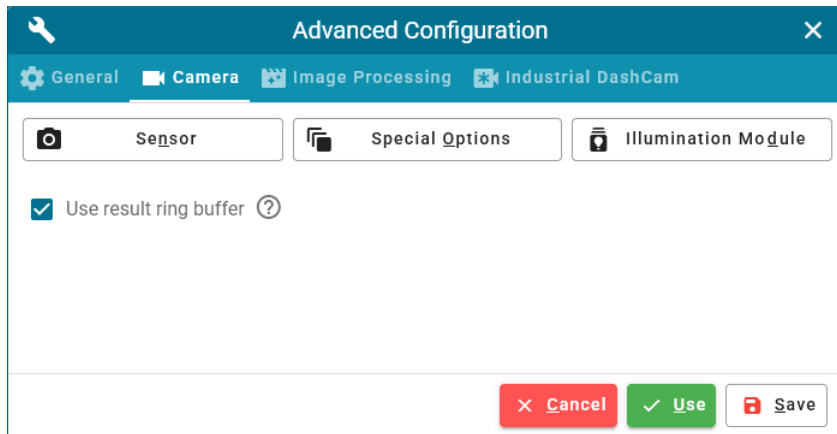 Advanced Configuration
General Camera Image Processing Industrial DashCam
Sensor Special Options Illumination Module
Use result ring buffer ?
Cancel Use Save